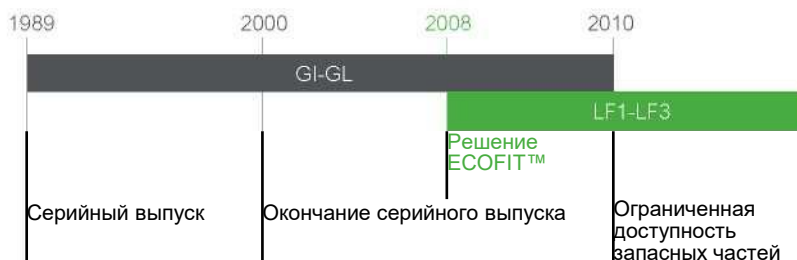 1989 2000 2008 2010
GI-GL
LF1-LF3
Решение
ECOFIT™
Серийный выпуск Окончание серийного выпуска Ограниченная
доступность
запасных частей